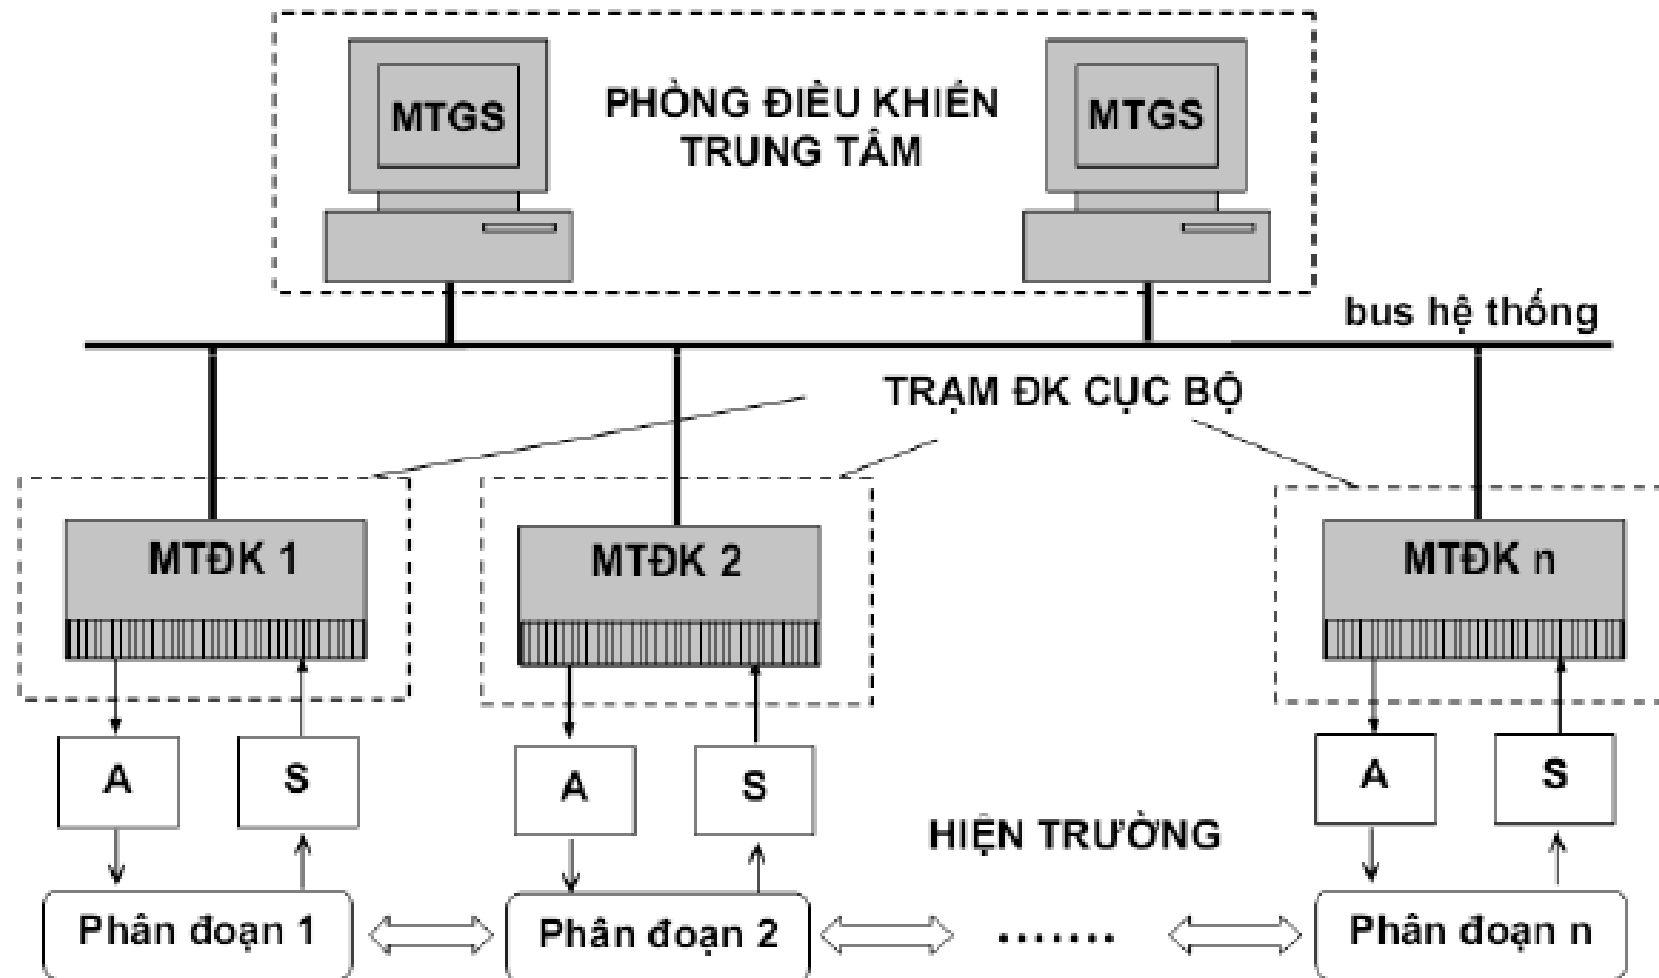 MTGS
PHÒNG ĐIỀU KHIỂN
TRUNG TÂM
MTGS
bus hệ thống
TRẠM ĐK CỤC BỘ
MTĐK 1
MTĐK 2
MTĐK n
A
S
A
S
A
S
HIỆN TRƯỜNG
Phân đoạn 1
Phân đoạn 2
.......
Phân đoạn n